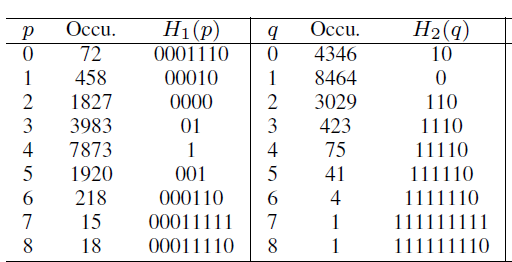 p Occu. H1(p) q Occu. H2(q)
0 72 0001110 0 4346 10
1 458 00010 1 8464 0
2 1827 0000 2 3029 110
3 3983 01 3 423 1110
4 7873 1 4 75 11110
5 1920 001 5 41 111110
6 218 000110 6 4 1111110
7 15 00011111 7 1 111111111
8 18 00011110 8 1 111111110